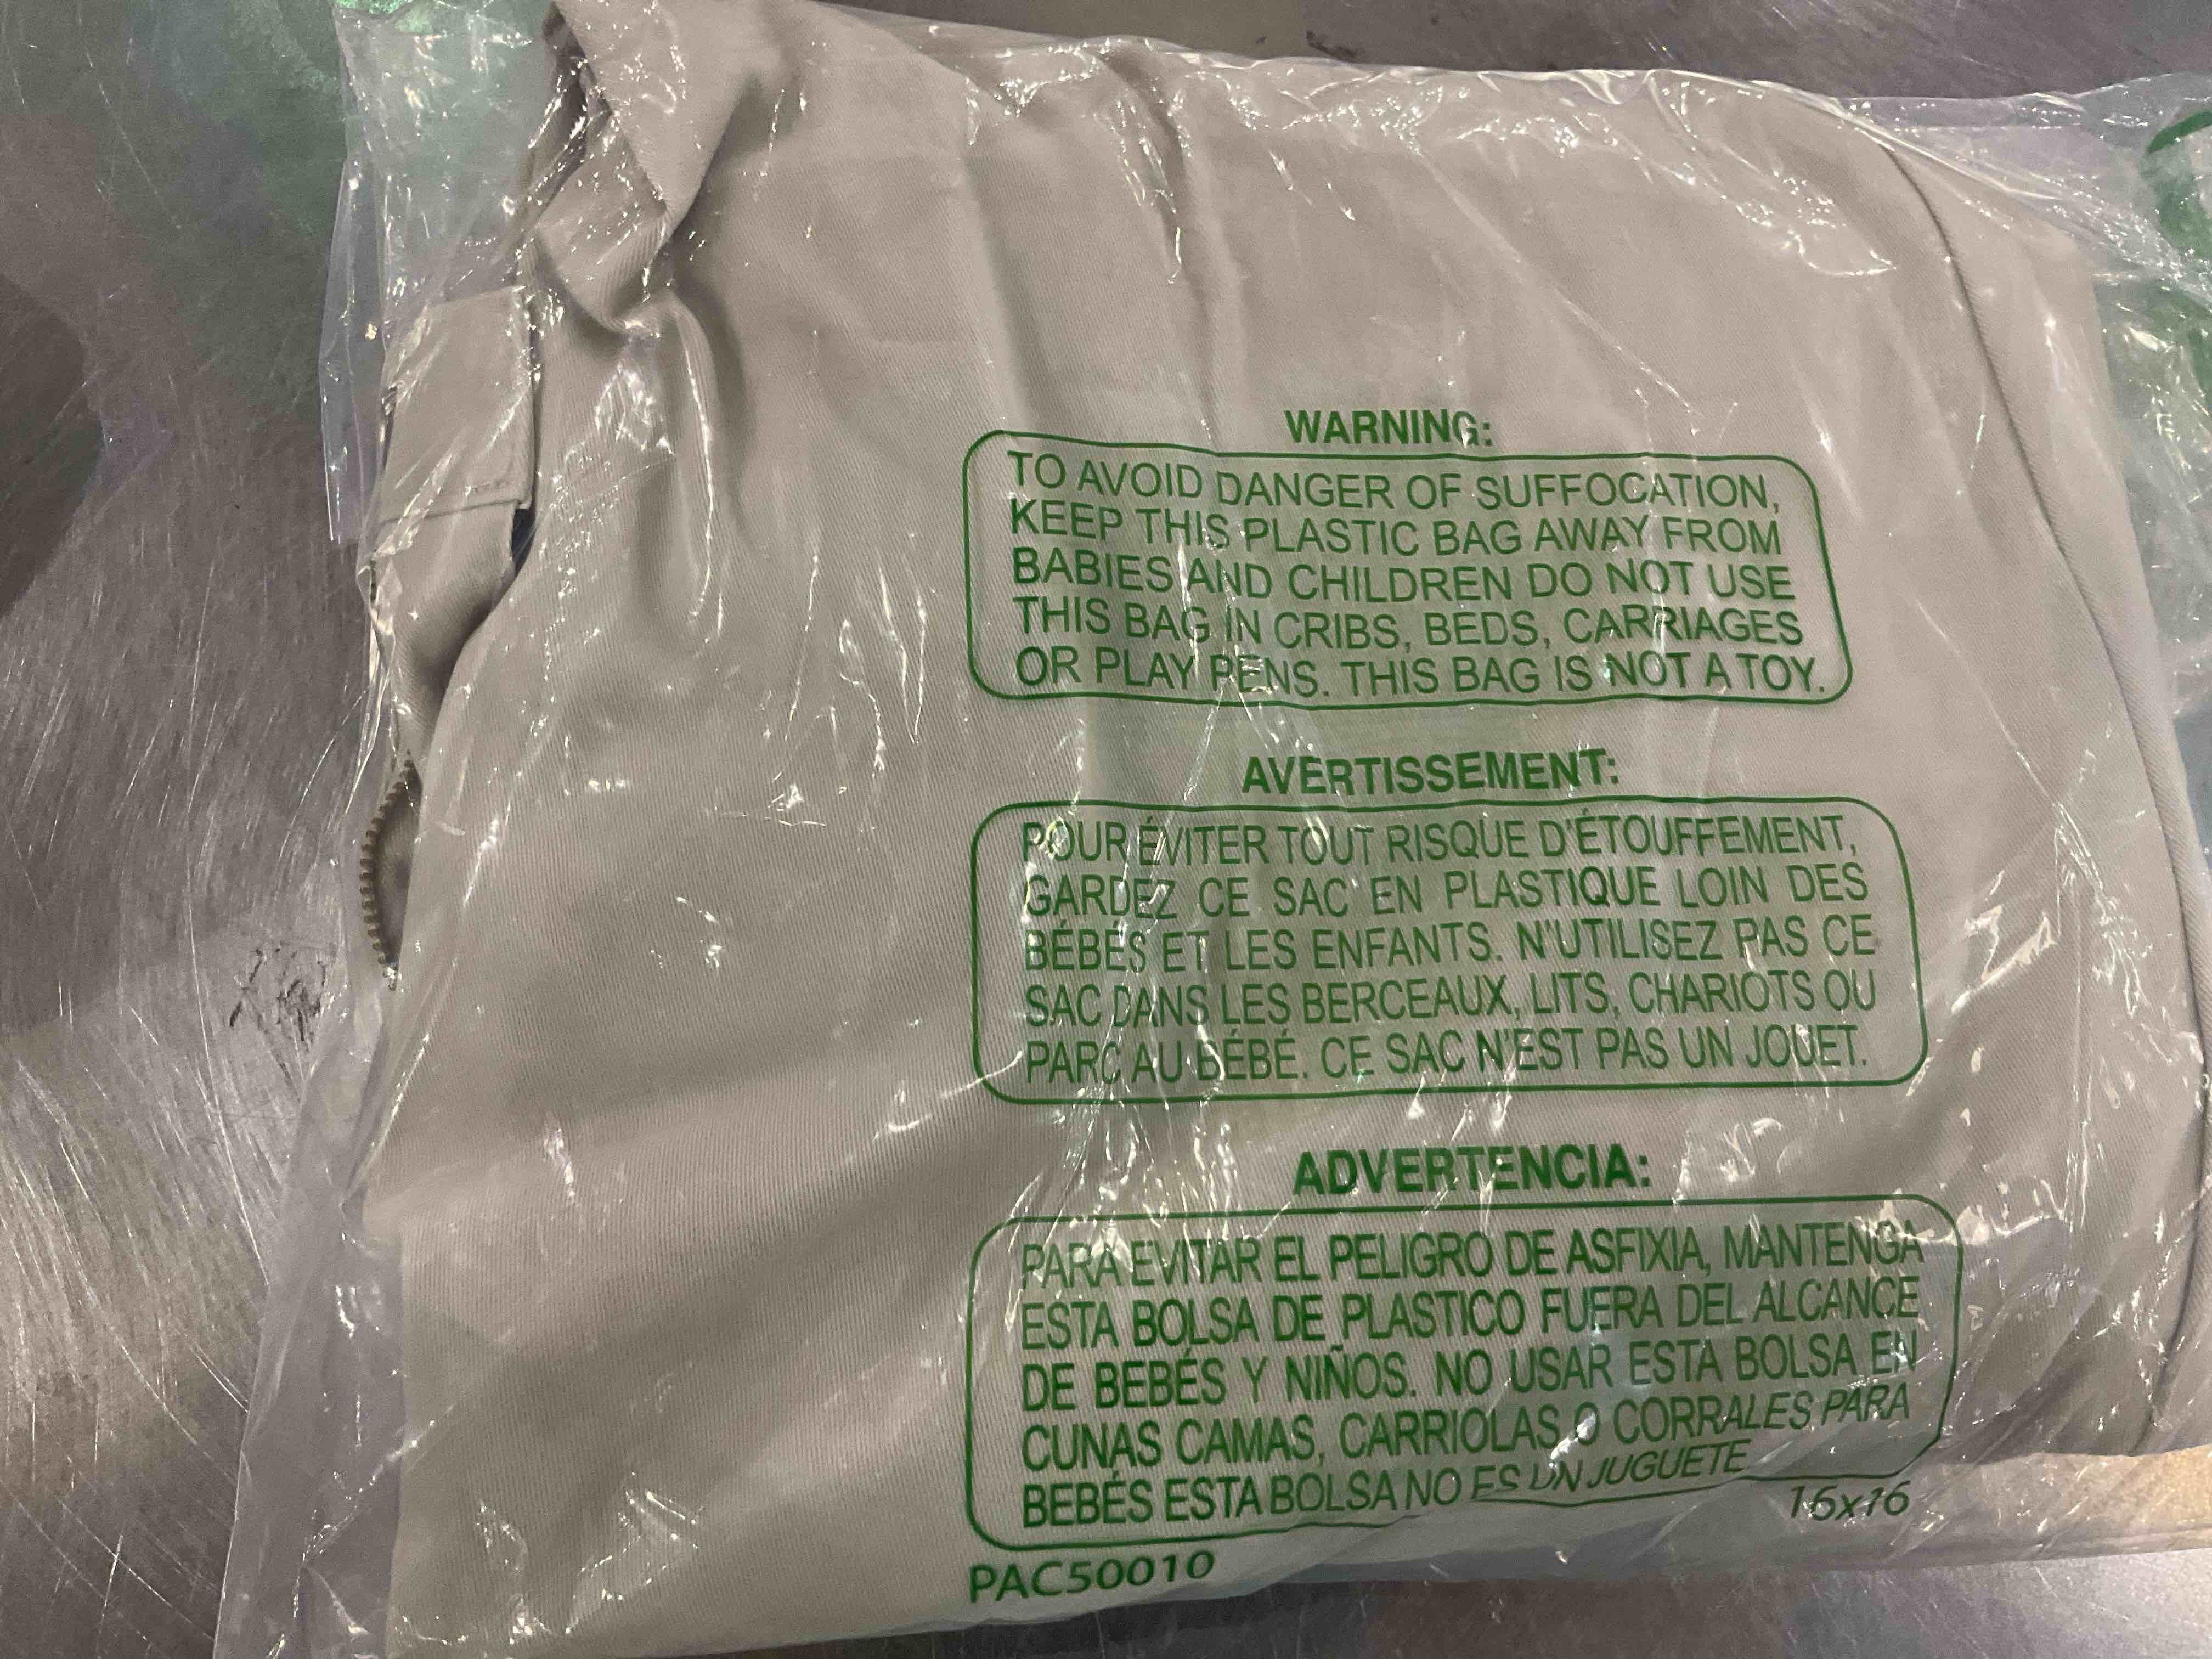 WARNING:
TO AVOID DANGER OF SUFFOCATION,
KEEP THIS PLASTIC BAG AWAY FROM
BABIES AND CHILDREN DO NOT USE
THIS BAG IN CRIBS, BEDS, CARRIAGES
OR PLAY PENS. THIS BAG IS NOT A TOY.
AVERTISSEMENT:
POUR ÉVITER TOUT RISQUE D'ÉTOUFFEMENT,
GARDEZ CE SAC EN PLASTIQUE LOIN DES
BÉBÉS ET LES ENFANTS. N'UTILISEZ PAS CE
SAC DANS LES BERCEAUX, LITS, CHARIOTS OU
PARC AU BÉBÉ. CE SAC N'EST PAS UN JOUET.
ADVERTENCIA:
PARA EVITAR EL PELIGRO DE ASFIXIA, MANTENGA
ESTA BOLSA DE PLASTICO FUERA DEL ALCANCE
DE BEBÉS Y NIÑOS. NO USAR ESTA BOLSA EN
CUNAS CAMAS, CARRIOLAS O CORRALES PARA
BEBÉS ESTA BOLSA NO ES UN JUGUETE
16x16
PAC50010